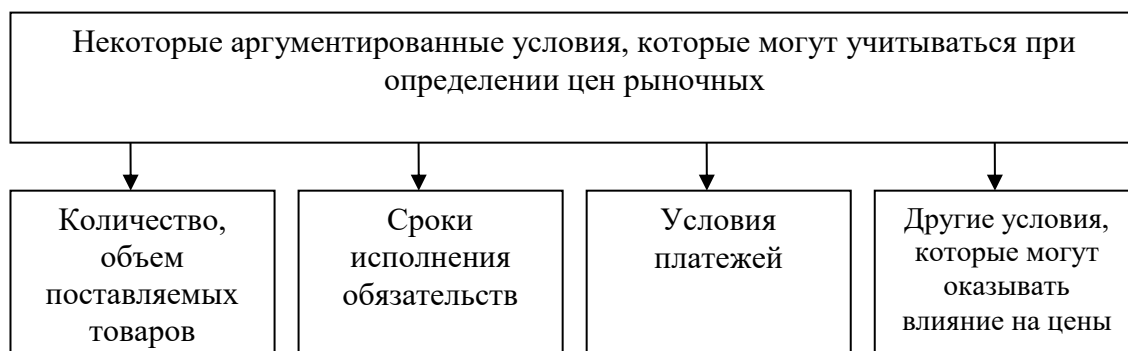 Некоторые аргументированные условия, которые могут учитываться при
определении цен рыночных
Количество,
объем
поставляемых
товаров
Сроки
исполнения
обязательств
Условия
платежей
Другие условия,
которые могут
оказывать
влияние на цены